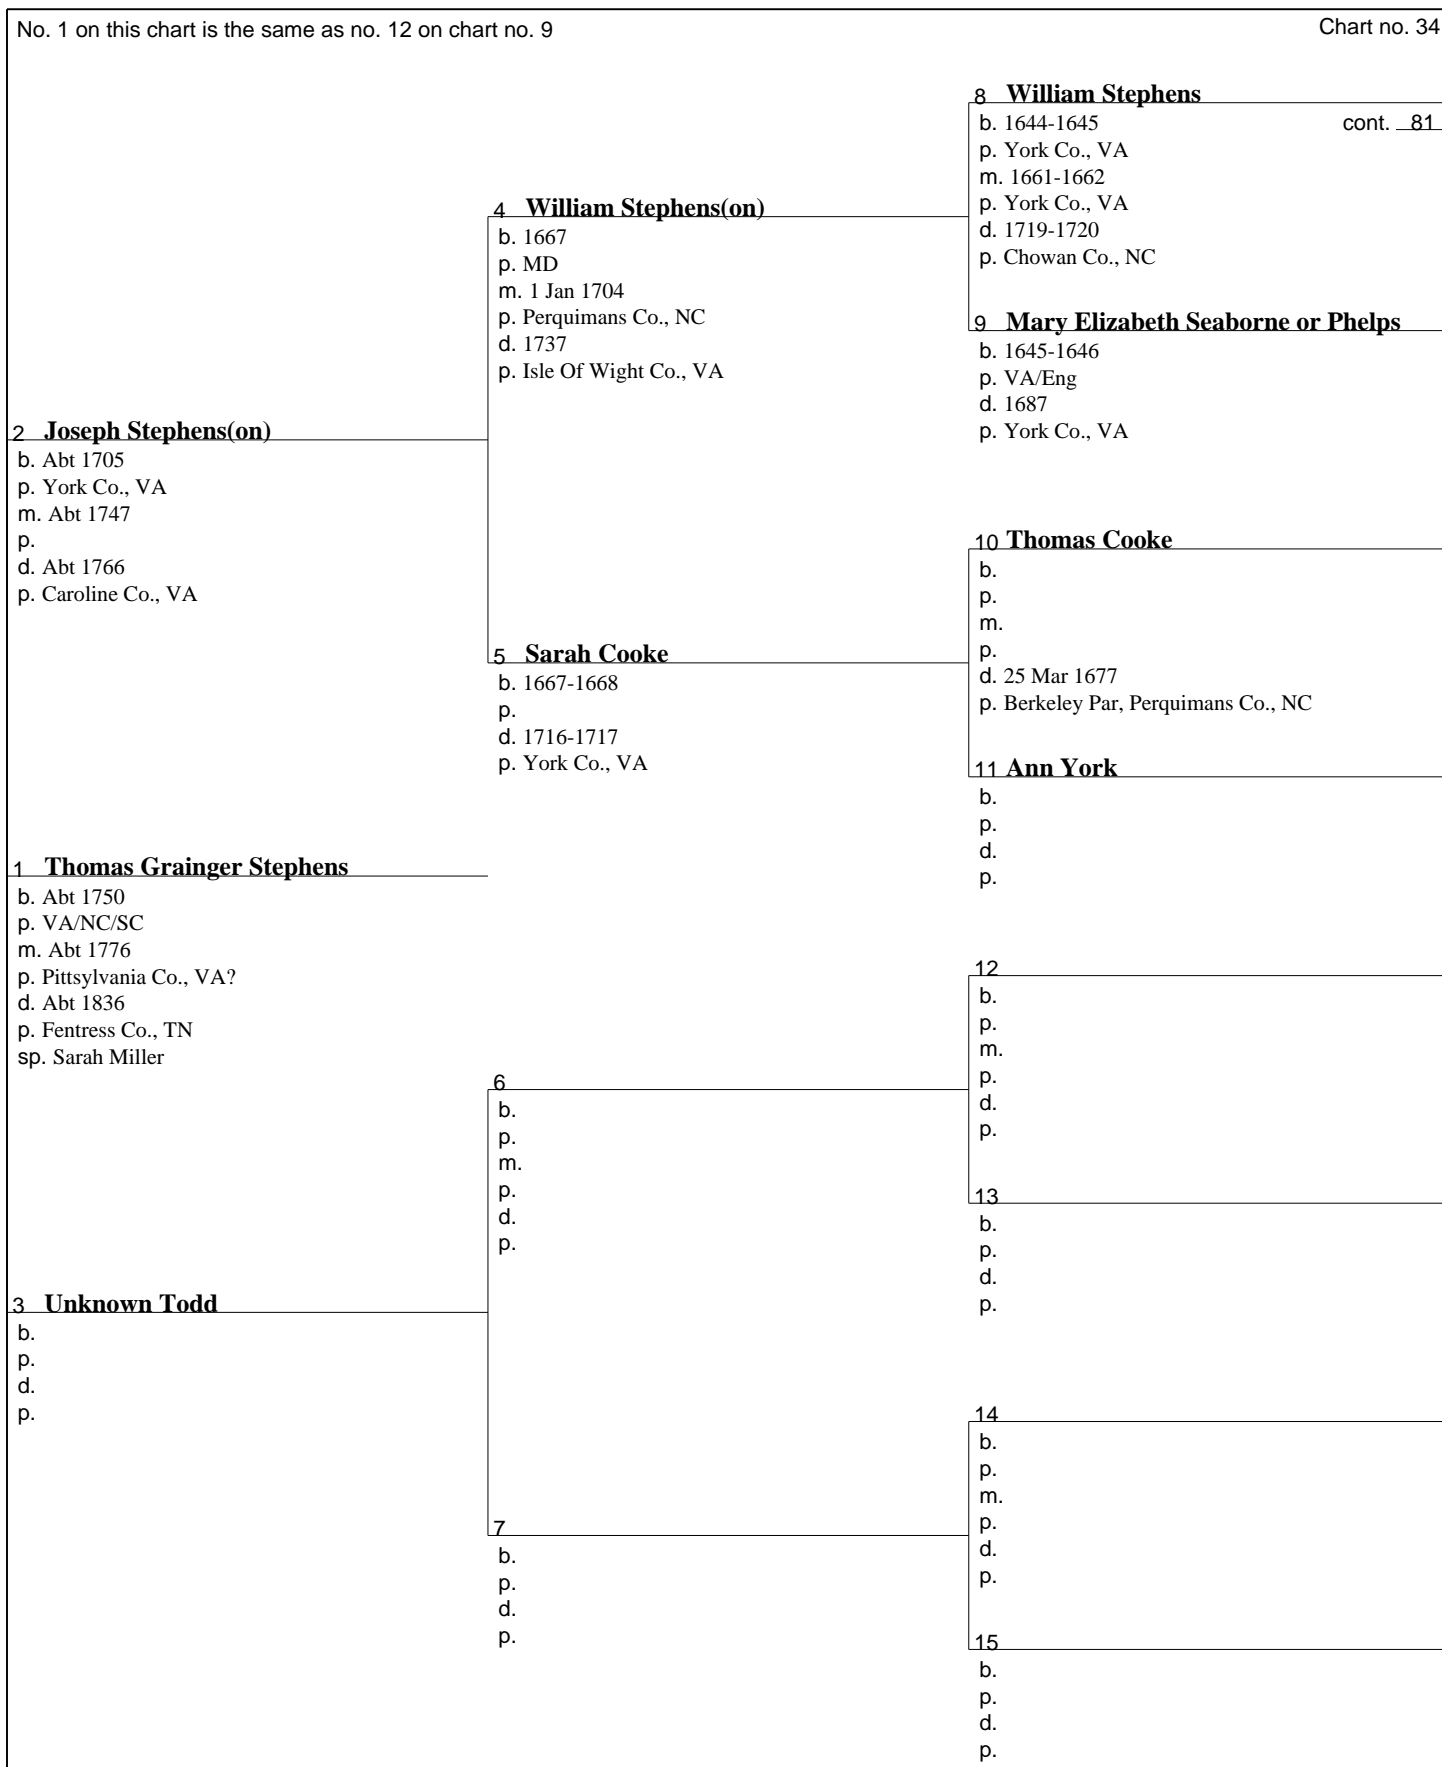 No. 1 on this chart is the same as no. 12 on chart no. 9
Chart no. 34
8 William Stephens
b. 1644-1645
cont. 81
p. York Co., VA
m. 1661-1662
p. York Co., VA
d. 1719-1720
p. Chowan Co., NC
4 William Stephens(on)
b. 1667
p. MD
m. 1 Jan 1704
p. Perquimans Co., NC
d. 1737
p. Isle Of Wight Co., VA
9 Mary Elizabeth Seaborne or Phelps
b. 1645-1646
p. VA/Eng
d. 1687
p. York Co., VA
2 Joseph Stephens(on)
b. Abt 1705
p. York Co., VA
m. Abt 1747
p.
d. Abt 1766
p. Caroline Co., VA
10 Thomas Cooke
b.
p.
m.
p.
d. 25 Mar 1677
p. Berkeley Par, Perquimans Co., NC
5 Sarah Cooke
b. 1667-1668
p.
d. 1716-1717
p. York Co., VA
11 Ann York
b.
p.
d.
p.
1 Thomas Grainger Stephens
b. Abt 1750
p. VA/NC/SC
m. Abt 1776
p. Pittsylvania Co., VA?
d. Abt 1836
p. Fentress Co., TN
sp. Sarah Miller
12
b.
p.
m.
p.
d.
p.
6
b.
p.
m.
p.
d.
p.
13
b.
p.
d.
p.
3 Unknown Todd
b.
p.
d.
p.
14
b.
p.
m.
p.
d.
p.
7
b.
p.
d.
p.
15
b.
p.
d.
p.